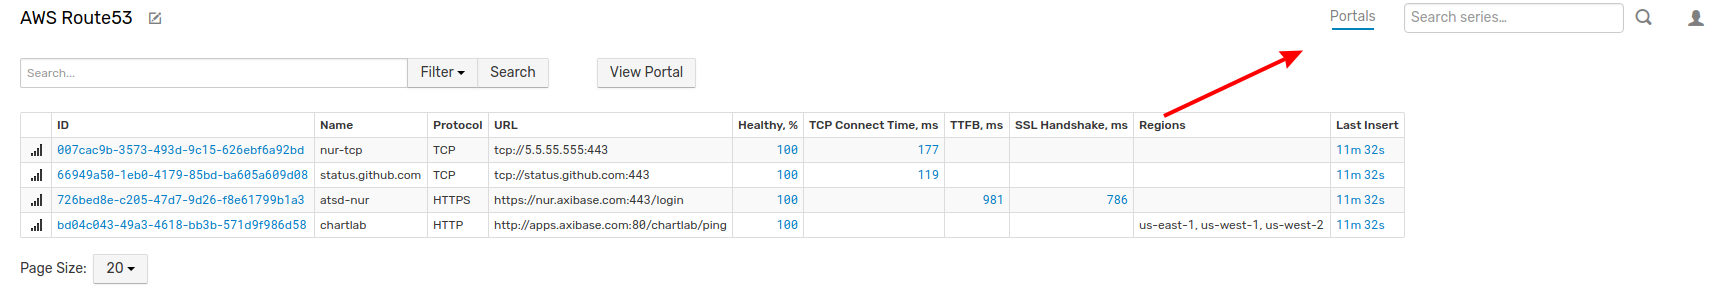 AWS Route53 Portals Search series...
Search... Filter Search View Portal
ID Name Protocol URL Healthy, % TCP Connect Time, ms TTFB, ms SSL Handshake, ms Regions Last Insert
007cac9b-3573-493d-9c15-626ebf6a92bd nur-tcp TCP tcp://5.5.55.555:443 100 177 11m 32s
66949a50-1eb0-4179-85bd-ba605a609d08 status.github.com TCP tcp://status.github.com:443 100 119 11m 32s
726bed8e-c205-47d7-9d26-f8e61799b1a3 atsd-nur HTTPS https://nur.axibase.com:443/login 100 981 786 11m 32s
bd04c043-49a3-4618-bb3b-571d9f986d58 chartlab HTTP http://apps.axibase.com:80/chartlab/ping 100 us-east-1, us-west-1, us-west-2 11m 32s
Page Size: 20